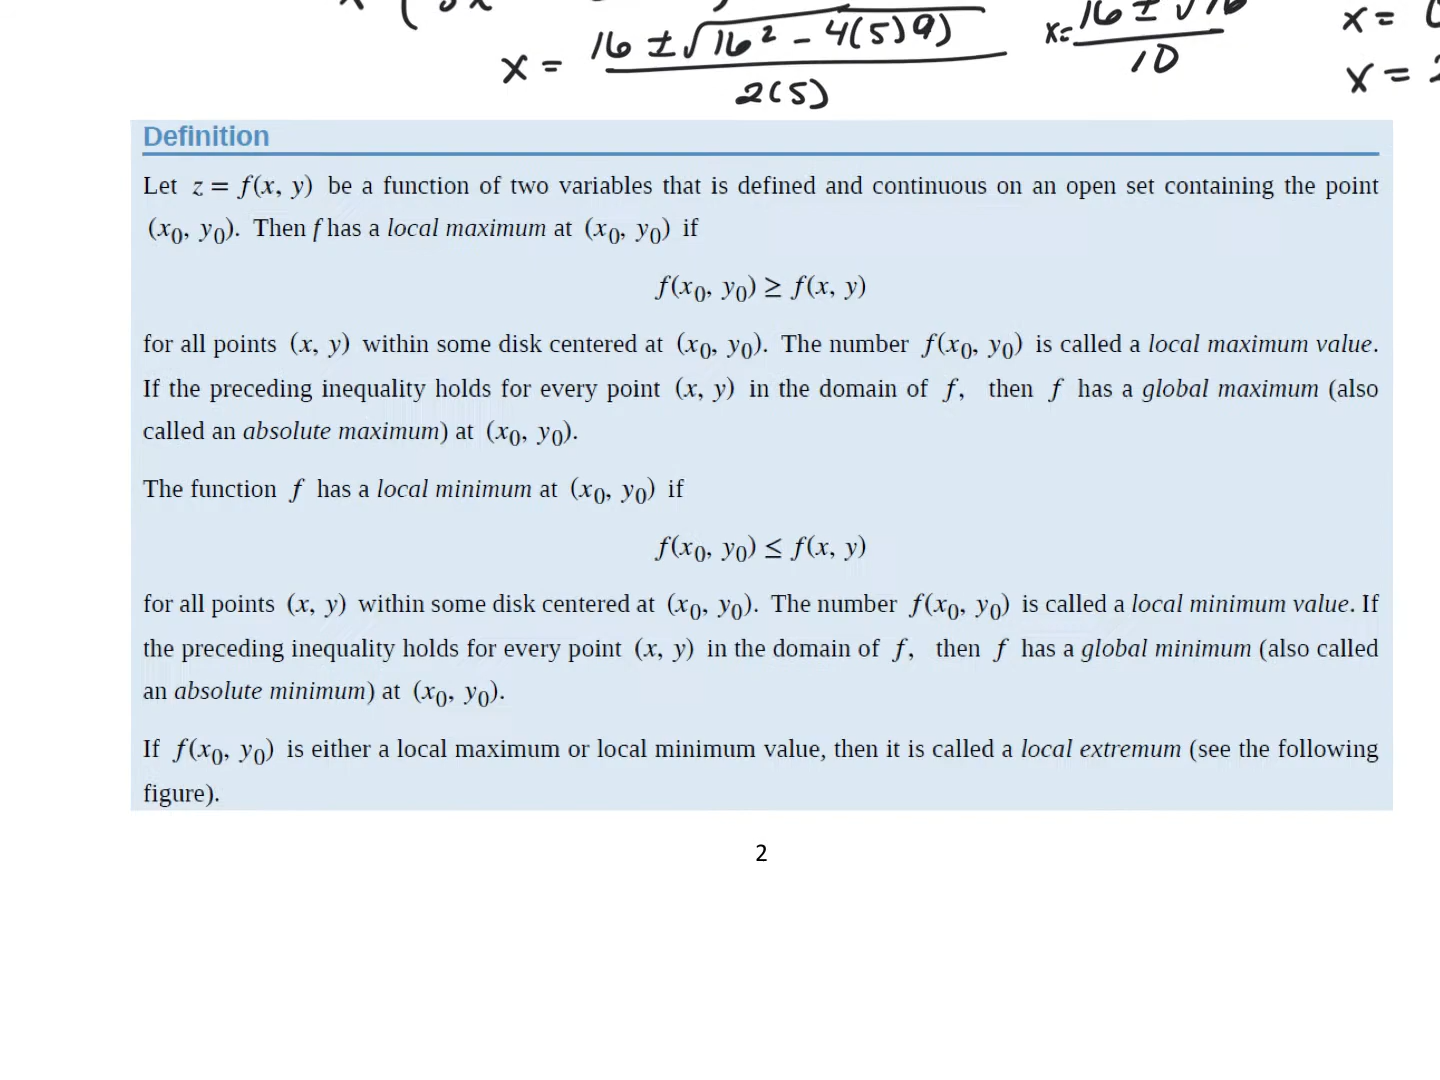 x = 16 ± √16² - 4(5)9) / 2(5)
x= 16 ± √16 / 10
x =
x =
Definition
Let z = f(x, y) be a function of two variables that is defined and continuous on an open set containing the point
(x₀, y₀). Then f has a local maximum at (x₀, y₀) if
f(x₀, y₀) ≥ f(x, y)
for all points (x, y) within some disk centered at (x₀, y₀). The number f(x₀, y₀) is called a local maximum value.
If the preceding inequality holds for every point (x, y) in the domain of f, then f has a global maximum (also
called an absolute maximum) at (x₀, y₀).
The function f has a local minimum at (x₀, y₀) if
f(x₀, y₀) ≤ f(x, y)
for all points (x, y) within some disk centered at (x₀, y₀). The number f(x₀, y₀) is called a local minimum value. If
the preceding inequality holds for every point (x, y) in the domain of f, then f has a global minimum (also called
an absolute minimum) at (x₀, y₀).
If f(x₀, y₀) is either a local maximum or local minimum value, then it is called a local extremum (see the following
figure).
2